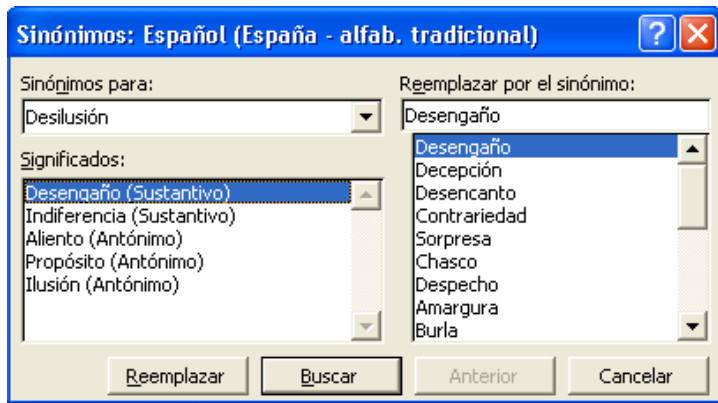 Sinónimos: Español (España - alfab. tradicional)
Sinónimos para:
Desilusión
Significados:
Desengaño (Sustantivo)
Indiferencia (Sustantivo)
Aliento (Antónimo)
Propósito (Antónimo)
Ilusión (Antónimo)
Reemplazar por el sinónimo:
Desengaño
Desengaño
Decepción
Desencanto
Contrariedad
Sorpresa
Chasco
Despecho
Amargura
Burla
Reemplazar
Buscar
Anterior
Cancelar